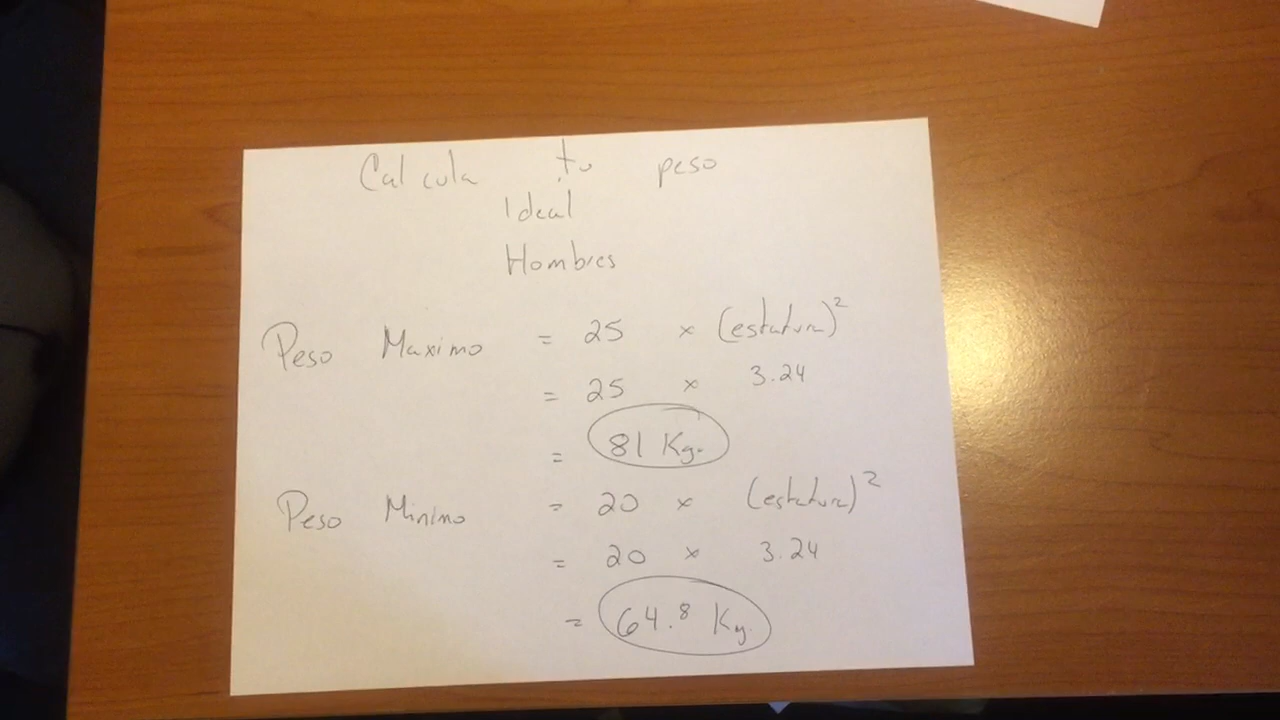 Calcula tu peso
Ideal
Hombres
Peso Maximo = 25 x (estatura)²
= 25 x 3.24
= 81 Kg.
Peso Minimo = 20 x (estatura)²
= 20 x 3.24
= 64.8 Kg.